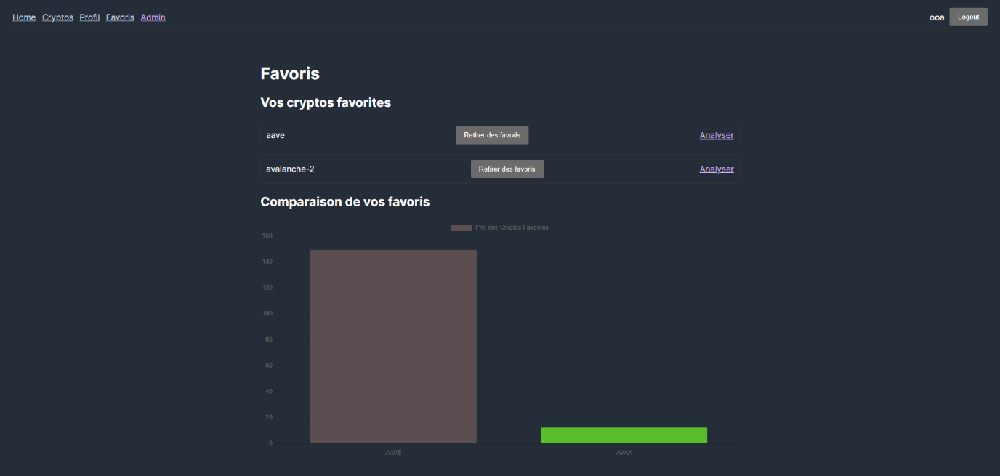 Home Cryptos Profil Favoris Admin ooa Logout
Favoris
Vos cryptos favorites
aave Retirer des favoris Analyser
avalanche-2 Retirer des favoris Analyser
Comparaison de vos favoris
Prix des Cryptos Favorites
160
140
120
100
80
60
40
20
0
AAVE AVAX